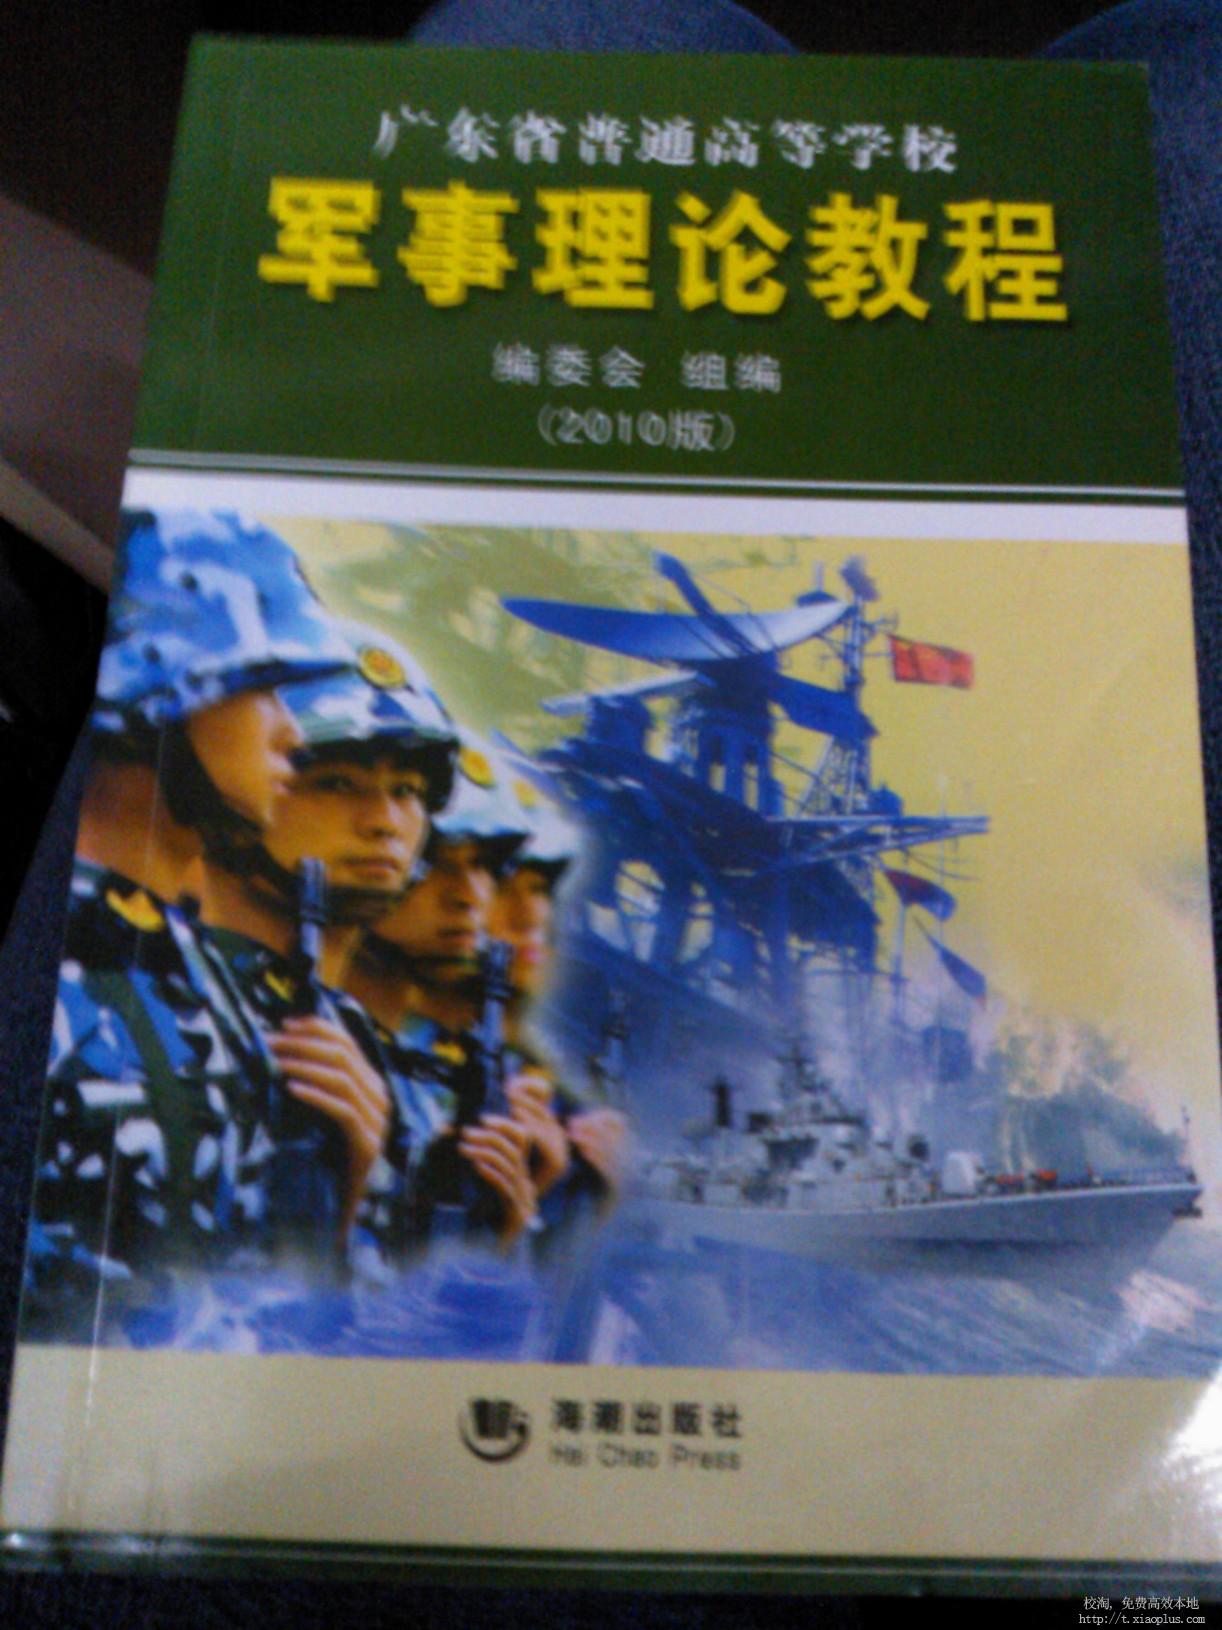 广东省普通高等学校
军事理论教程
编委会 组编
（2010版）
海潮出版社
Hai Chao Press
校淘，免费高效本地
http://t.xiaoplus.com